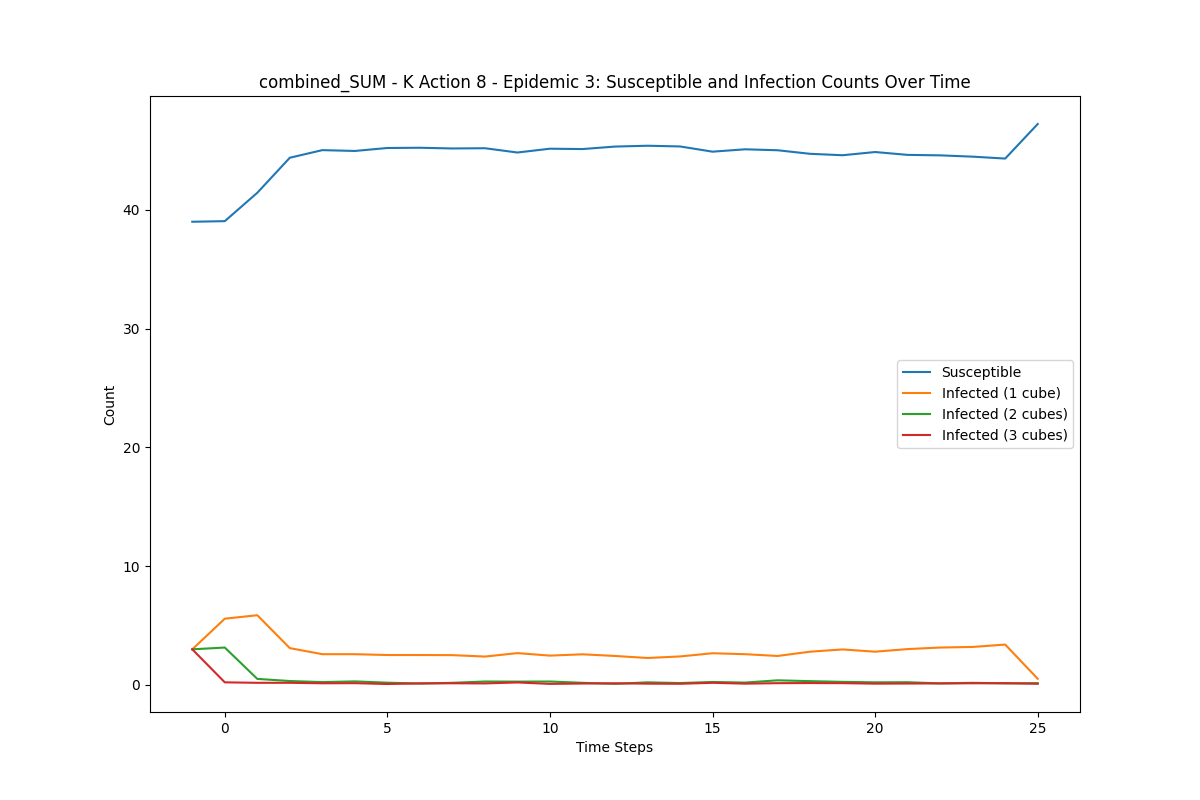 combined_SUM - K Action 8 - Epidemic 3: Susceptible and Infection Counts Over Time
Count
40
30
20
10
0
Susceptible
Infected (1 cube)
Infected (2 cubes)
Infected (3 cubes)
0 5 10 15 20 25
Time Steps